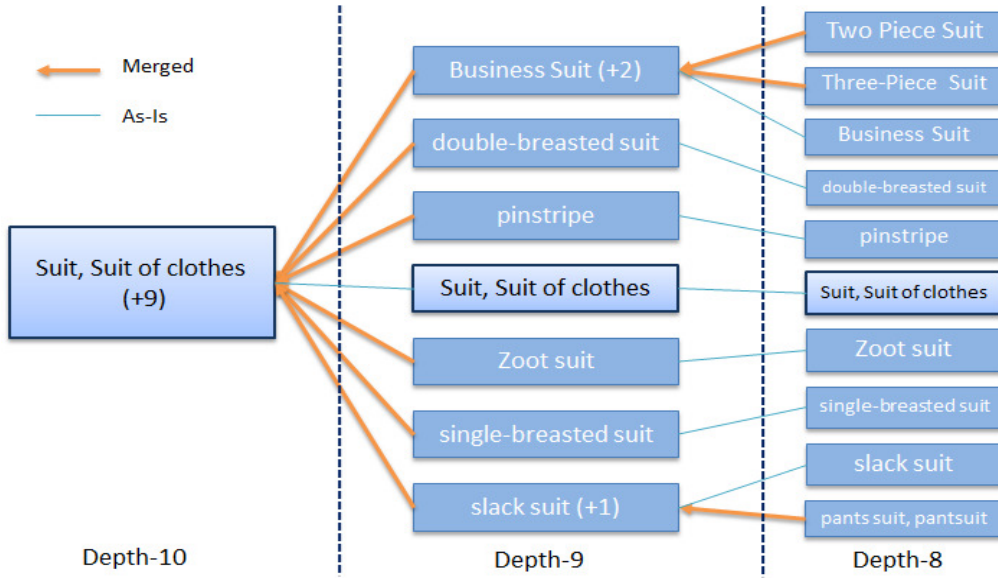 Merged
As-Is
Suit, Suit of clothes
(+9)
Depth-10
Business Suit (+2)
double-breasted suit
pinstripe
Suit, Suit of clothes
Zoot suit
single-breasted suit
slack suit (+1)
Depth-9
Two Piece Suit
Three-Piece Suit
Business Suit
double-breasted suit
pinstripe
Suit, Suit of clothes
Zoot suit
single-breasted suit
slack suit
pants suit, pantsuit
Depth-8